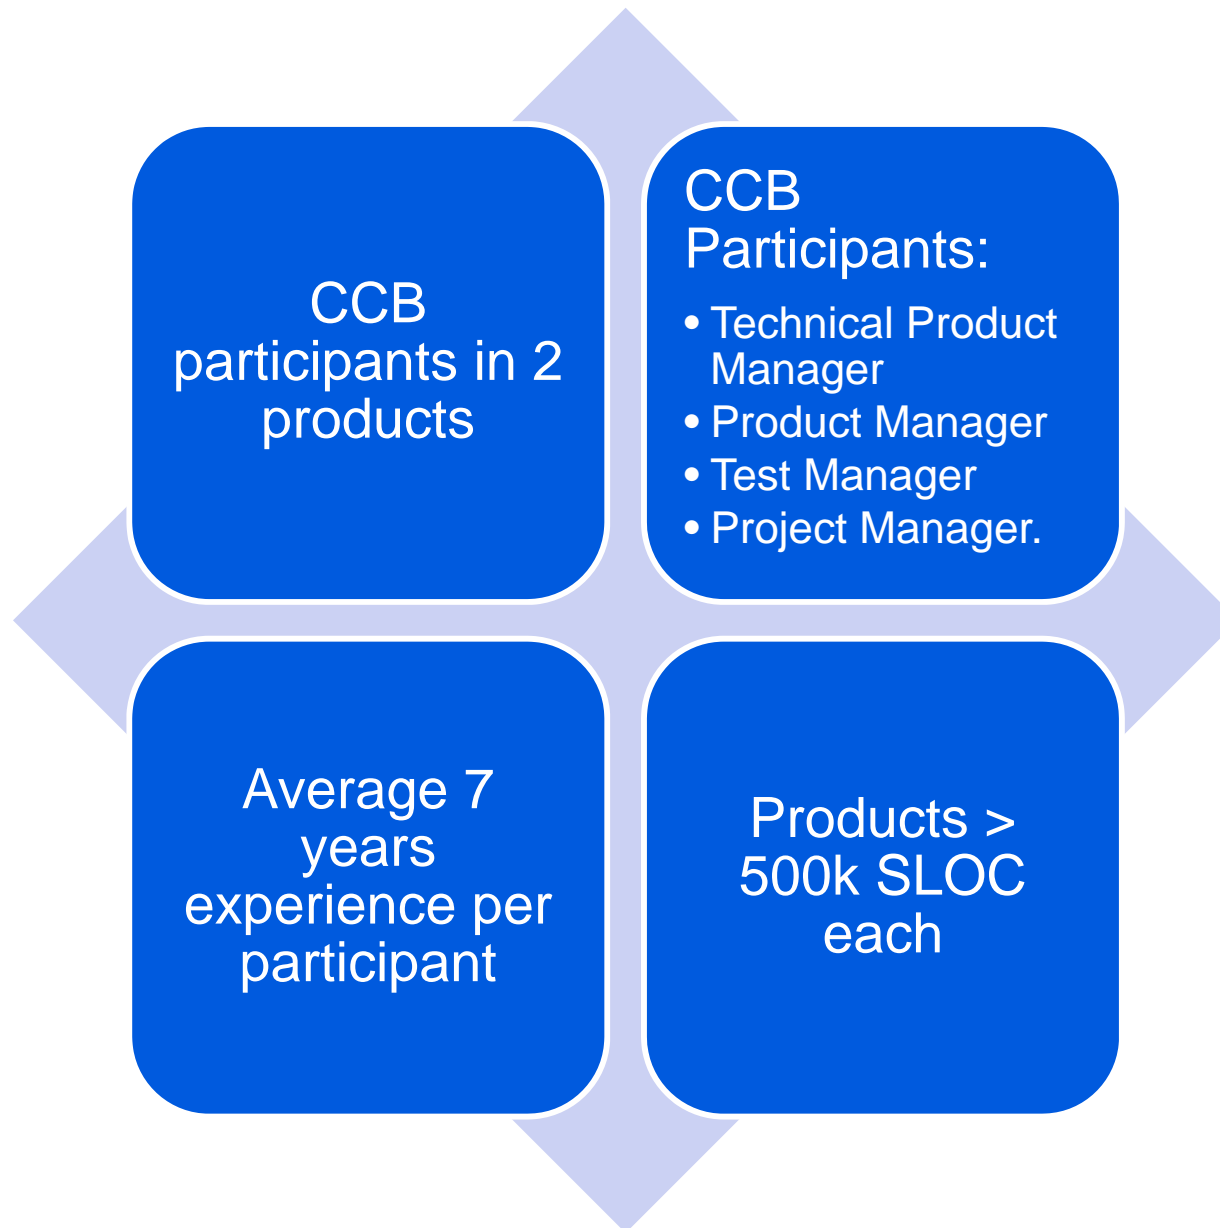 CCB
participants in 2
products
CCB
Participants:
• Technical Product
Manager
• Product Manager
• Test Manager
• Project Manager.
Average 7
years
experience per
participant
Products >
500k SLOC
each